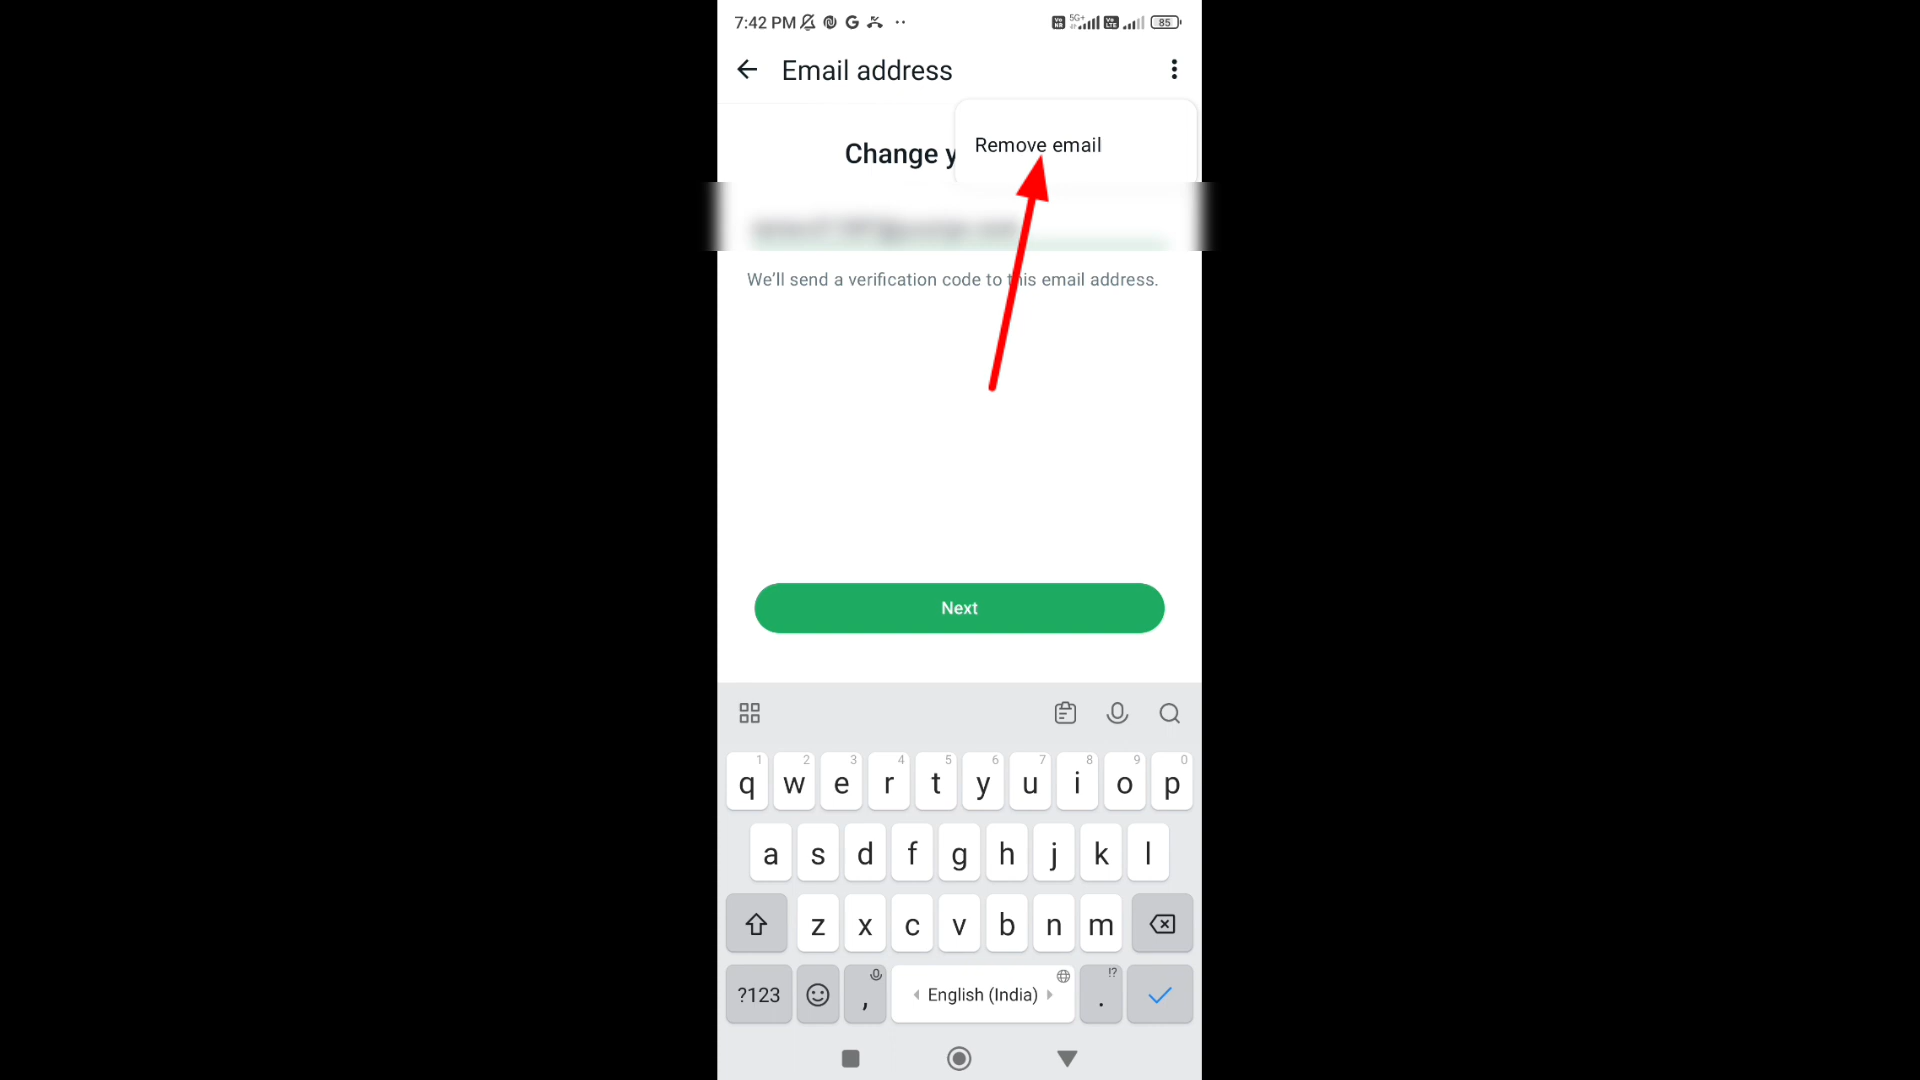 7:42 PM 5G+ 85
Email address
Remove email
Change y
We'll send a verification code to this email address.
Next
1 2 3 4 5 6 7 8 9 0
q w e r t y u i o p
a s d f g h j k l
z x c v b n m
!?
?123 , English (India) .